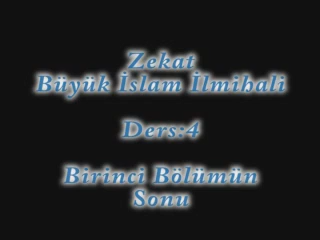 Zekat
Büyük İslam İlmihali
Ders:4
Birinci Bölümün
Sonu